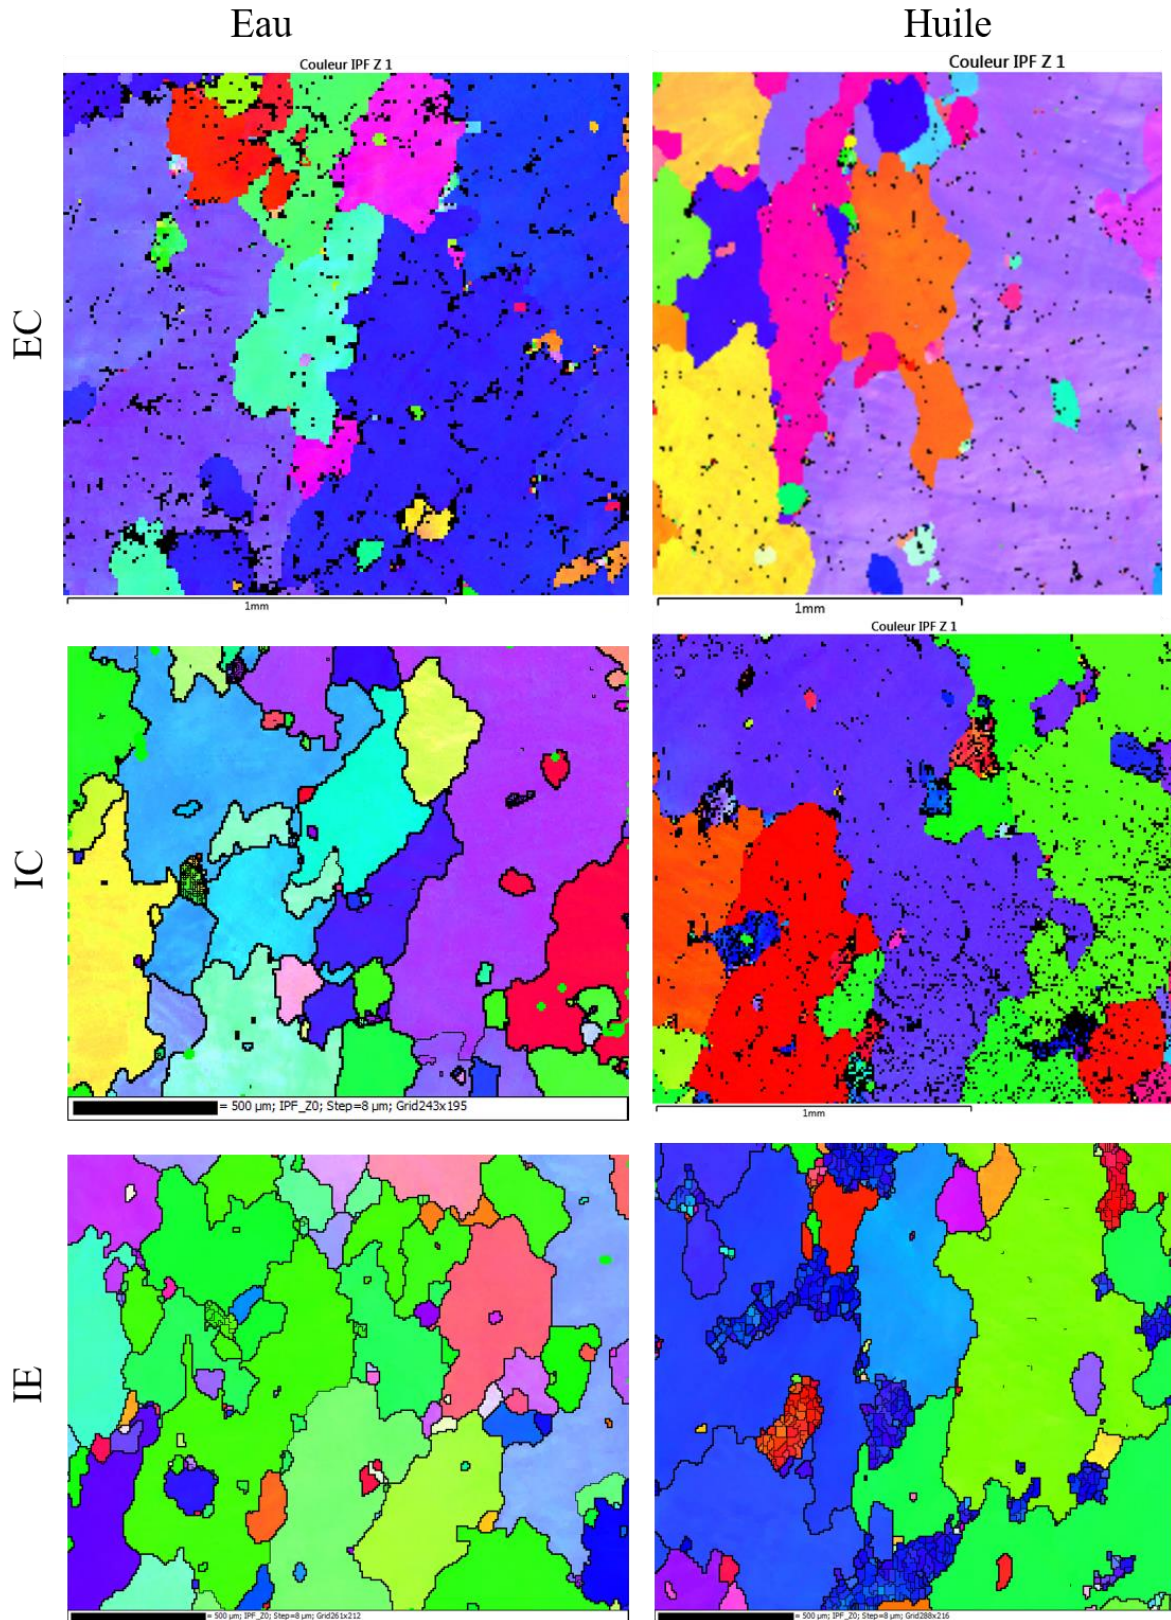 Eau
Huile
Couleur IPF Z 1
Couleur IPF Z 1
EC
1mm
1mm
Couleur IPF Z 1
IC
= 500 µm; IPF_Z0; Step=8 µm; Grid243x195
1mm
IE
= 500 µm; IPF_Z0; Step=8 µm; Grid261x212
= 500 µm; IPF_Z0; Step=8 µm; Grid288x216